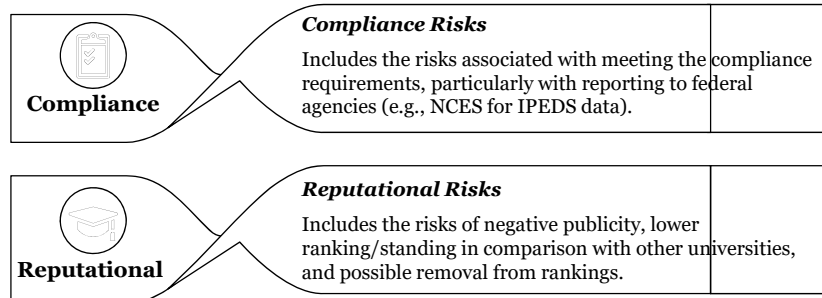 Compliance
Compliance Risks
Includes the risks associated with meeting the compliance
requirements, particularly with reporting to federal
agencies (e.g., NCES for IPEDS data).
Reputational
Reputational Risks
Includes the risks of negative publicity, lower
ranking/standing in comparison with other universities,
and possible removal from rankings.